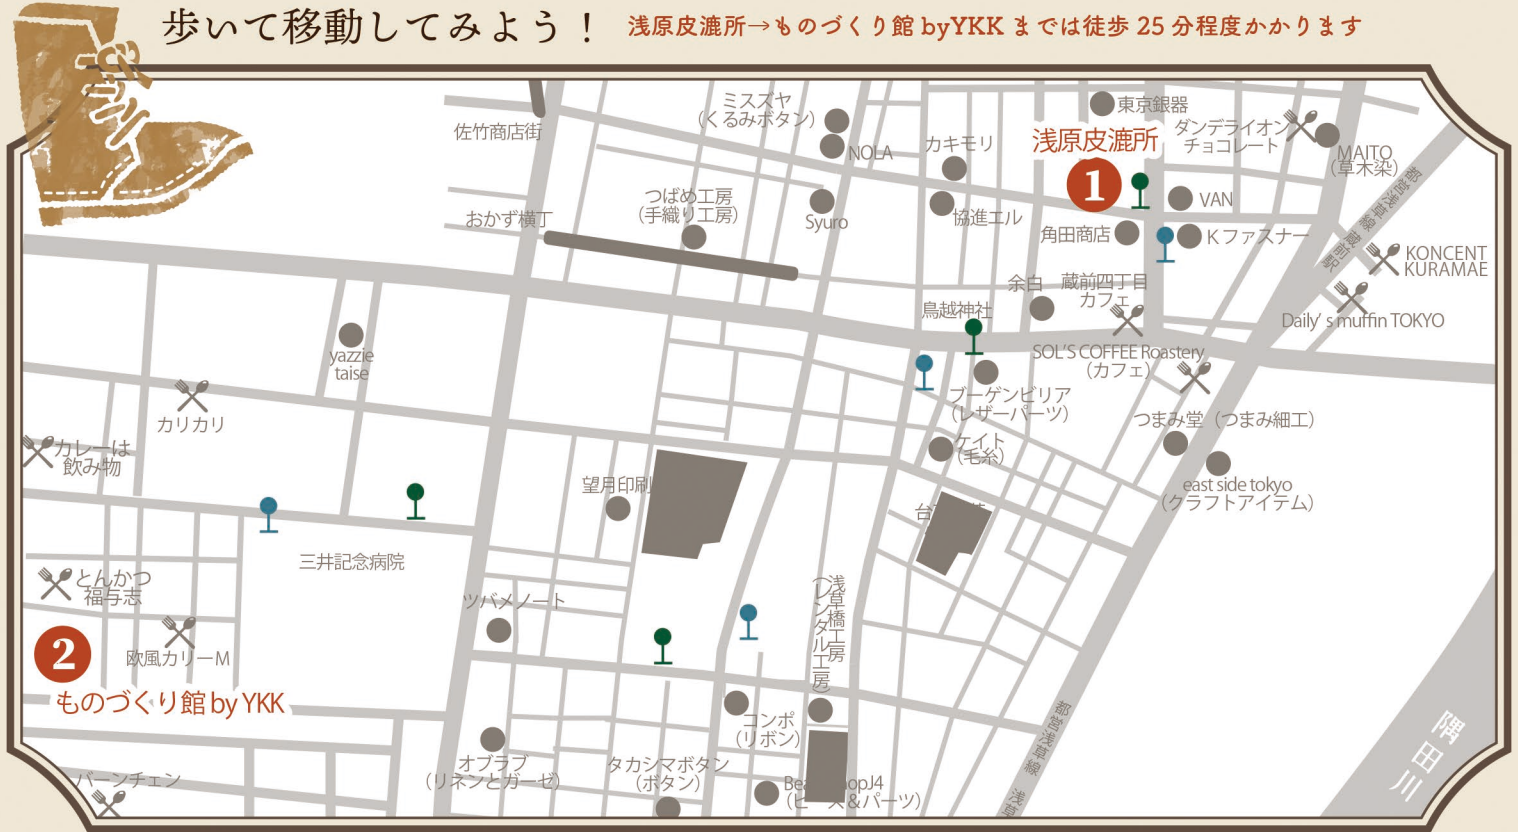 歩いて移動してみよう！
浅原皮漉所→ものづくり館 byYKK までは徒歩 25 分程度かかります
佐竹商店街
ミスズヤ
（くるみボタン）
NOLA
カキモリ
浅原皮漉所
1
東京銀器
ダンデライオン
チョコレート
MAITO
（草木染）
都営浅草線 蔵前駅
おかず横丁
つばめ工房
（手織り工房）
Syuro
協進エル
VAN
角田商店
Kファスナー
KONCENT
KURAMAE
余白
蔵前四丁目
カフェ
鳥越神社
Daily's muffin TOKYO
yazzie
taise
SOL'S COFFEE Roastery
（カフェ）
ブーゲンビリア
（レザーパーツ）
カリカリ
つまみ堂（つまみ細工）
カレーは
飲み物
ケイト
（毛糸）
望月印刷
east side tokyo
（クラフトアイテム）
台
三井記念病院
とんかつ
福与志
ツバメノート
浅草橋工房
（レンタル工房）
2
欧風カリーM
ものづくり館 by YKK
コンポ
（リボン）
都営浅草線 浅草
隅田川
オブラブ
（リネンとガーゼ）
タカシマボタン
（ボタン）
バーンチェン
Bea opJ4
（ビ ス＆パーツ）